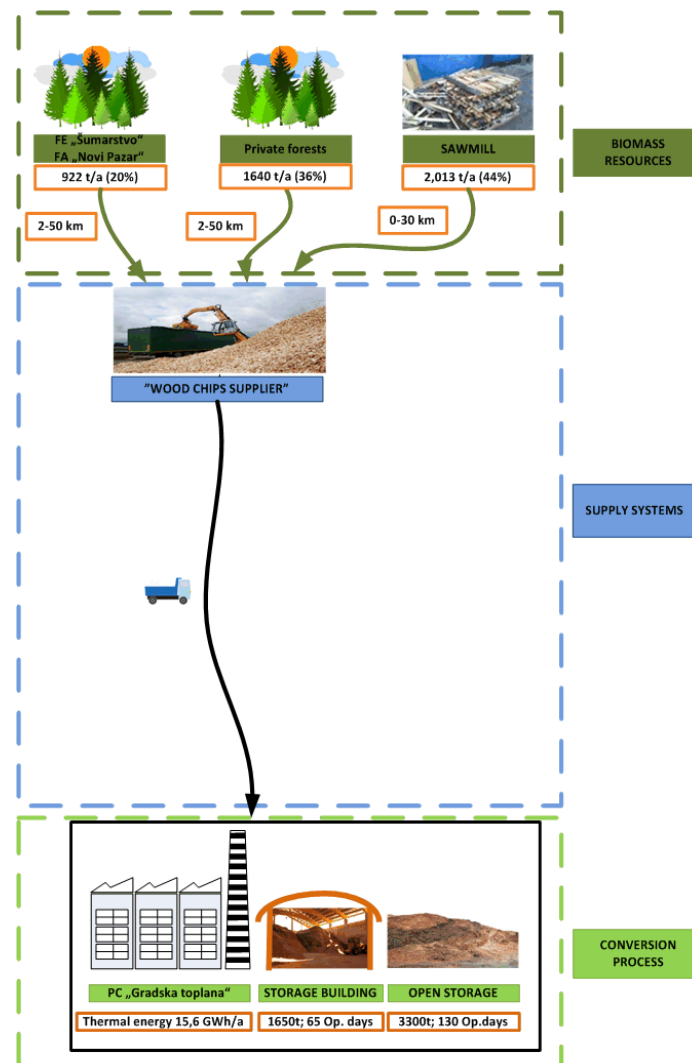 FE „Šumarstvo“
FA „Novi Pazar“
Private forests
SAWMILL
922 t/a (20%)
1640 t/a (36%)
2,013 t/a (44%)
BIOMASS
RESOURCES
2-50 km
2-50 km
0-30 km
”WOOD CHIPS SUPPLIER”
SUPPLY SYSTEMS
CONVERSION
PROCESS
PC „Gradska toplana“
STORAGE BUILDING
OPEN STORAGE
Thermal energy 15,6 GWh/a
1650t; 65 Op. days
3300t; 130 Op.days